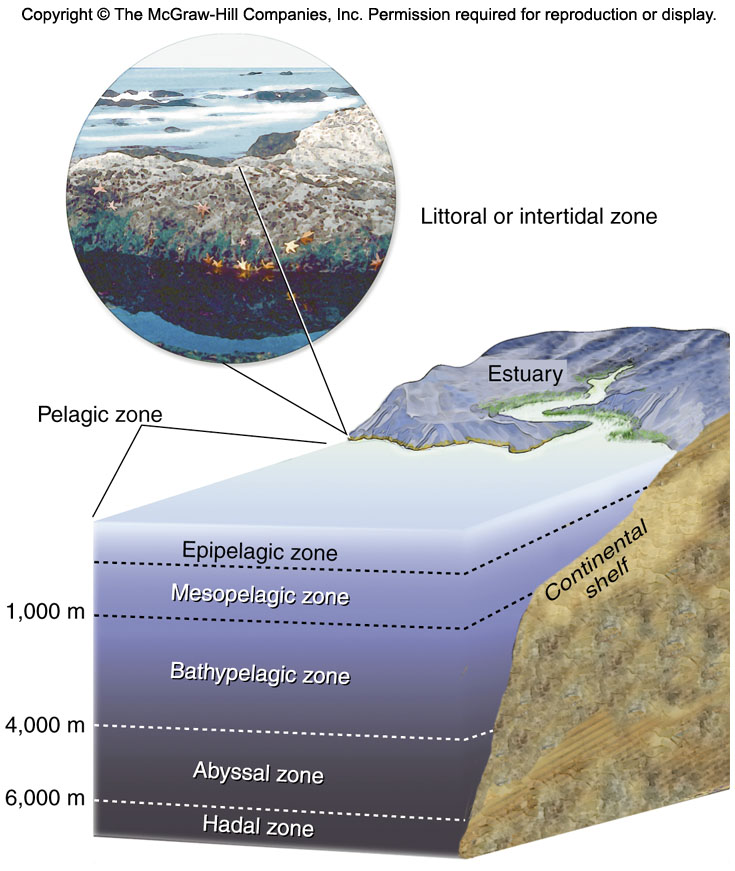 Copyright © The McGraw-Hill Companies, Inc. Permission required for reproduction or display.
Littoral or intertidal zone
Estuary
Pelagic zone
Epipelagic zone
Continental
shelf
Mesopelagic zone
1,000 m
Bathypelagic zone
4,000 m
Abyssal zone
6,000 m
Hadal zone